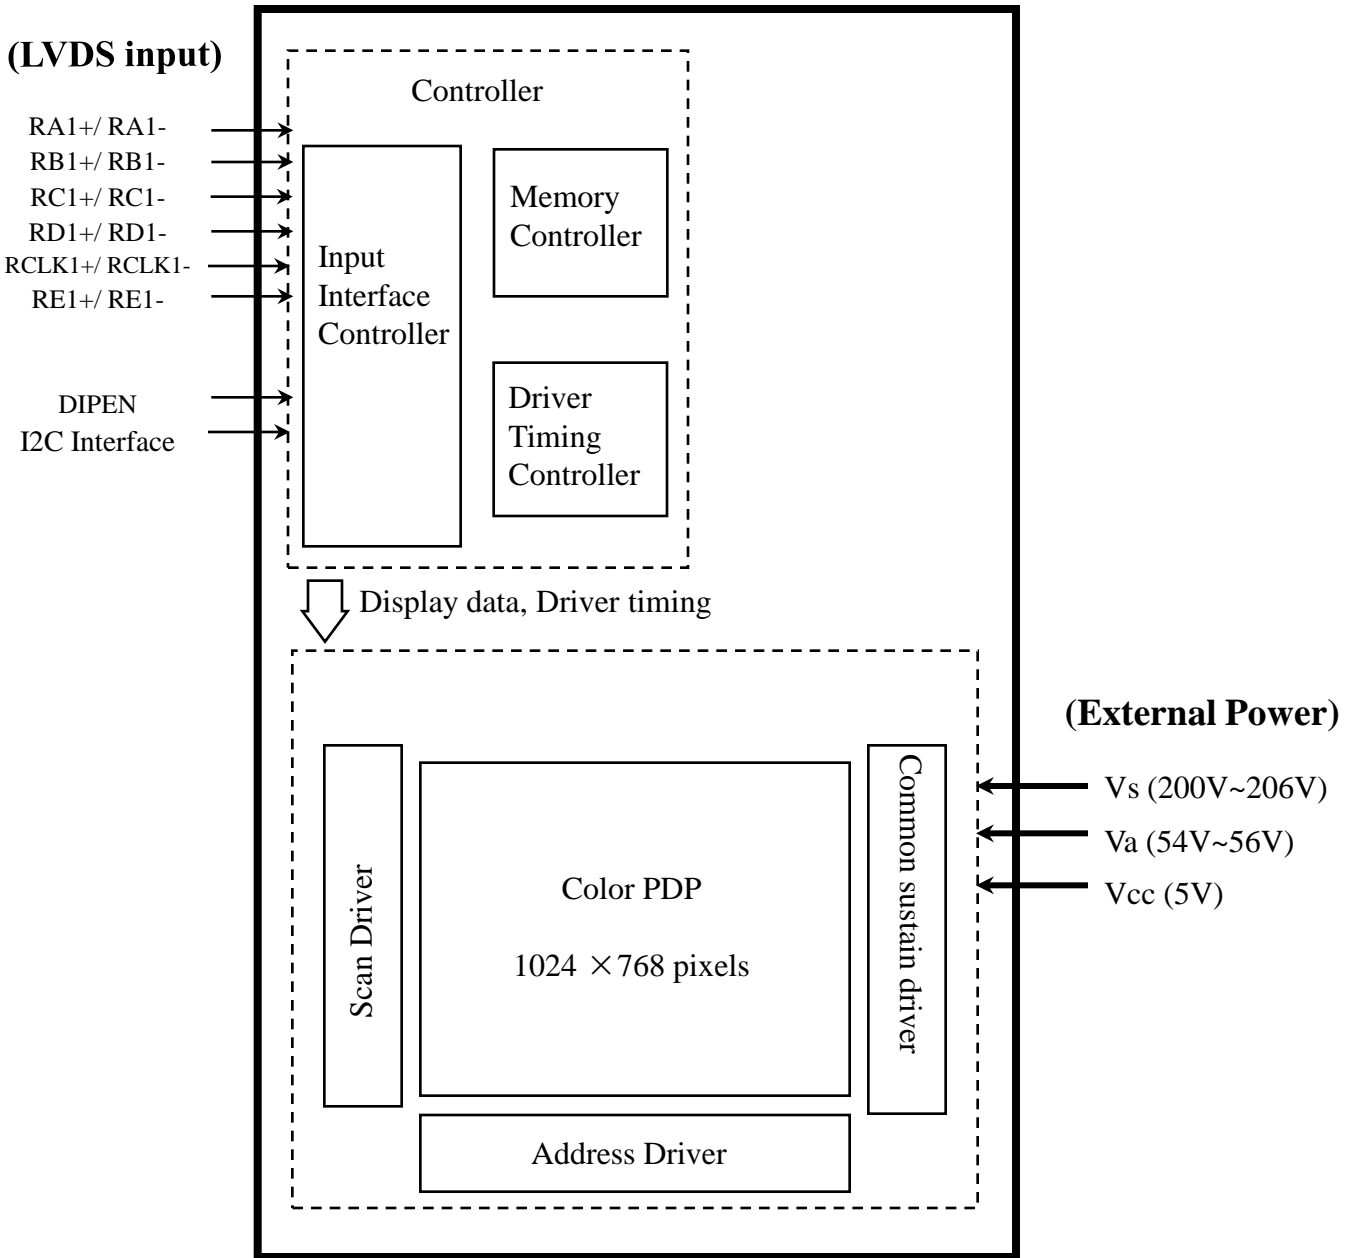 (LVDS input)
Controller
RA1+/ RA1-
RB1+/ RB1-
RC1+/ RC1-
RD1+/ RD1-
RCLK1+/ RCLK1-
RE1+/ RE1-
DIPEN
I2C Interface
Input
Interface
Controller
Memory
Controller
Driver
Timing
Controller
Display data, Driver timing
(External Power)
Vs (200V~206V)
Va (54V~56V)
Vcc (5V)
Scan Driver
Color PDP
1024 ×768 pixels
Common sustain driver
Address Driver